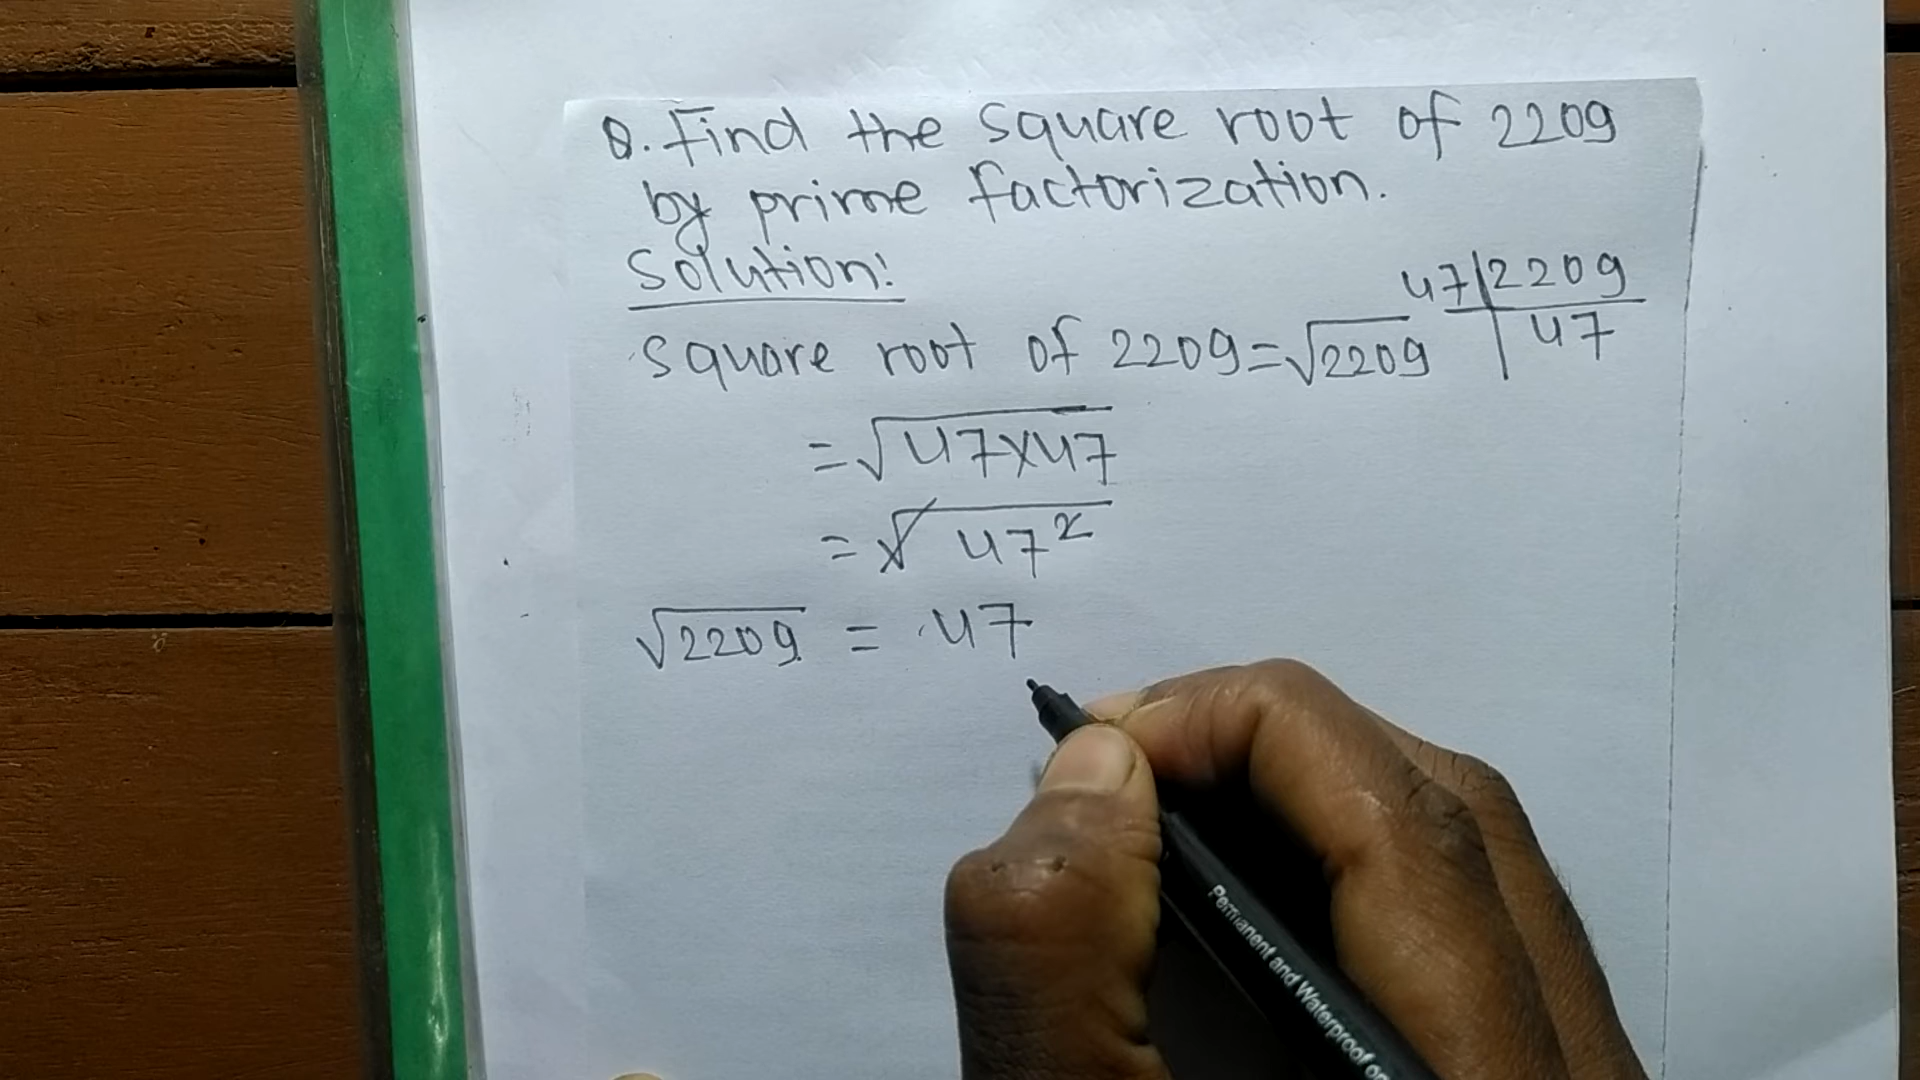 Q. Find the square root of 2209
by prime factorization.
Solution:
47|2209
47
square root of 2209=√2209
=√47×47
=√47²
√2209 = 47
Permanent and Waterproof